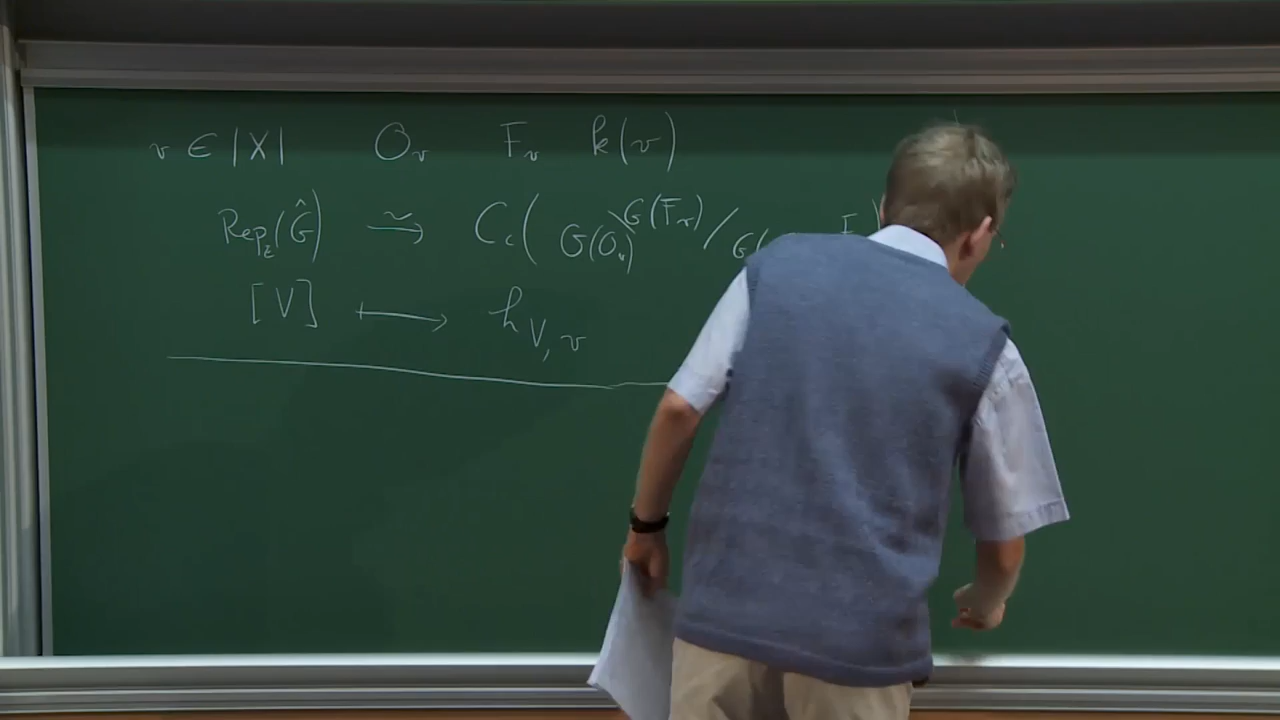 v ∈ |X| O_v F_v k(v)
Rep_Z(Ĝ) ⥲ C_c( G(O_v)\G(F_v)/G( E )
[V] ⟼ h_{V,v}